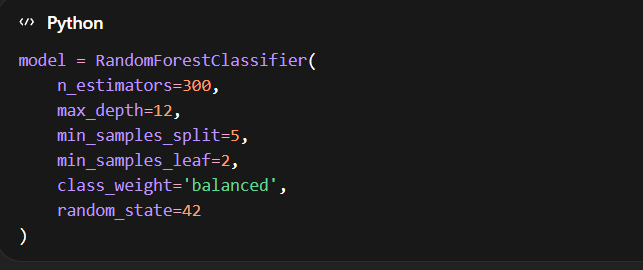 Python
model = RandomForestClassifier(
    n_estimators=300,
    max_depth=12,
    min_samples_split=5,
    min_samples_leaf=2,
    class_weight='balanced',
    random_state=42
)